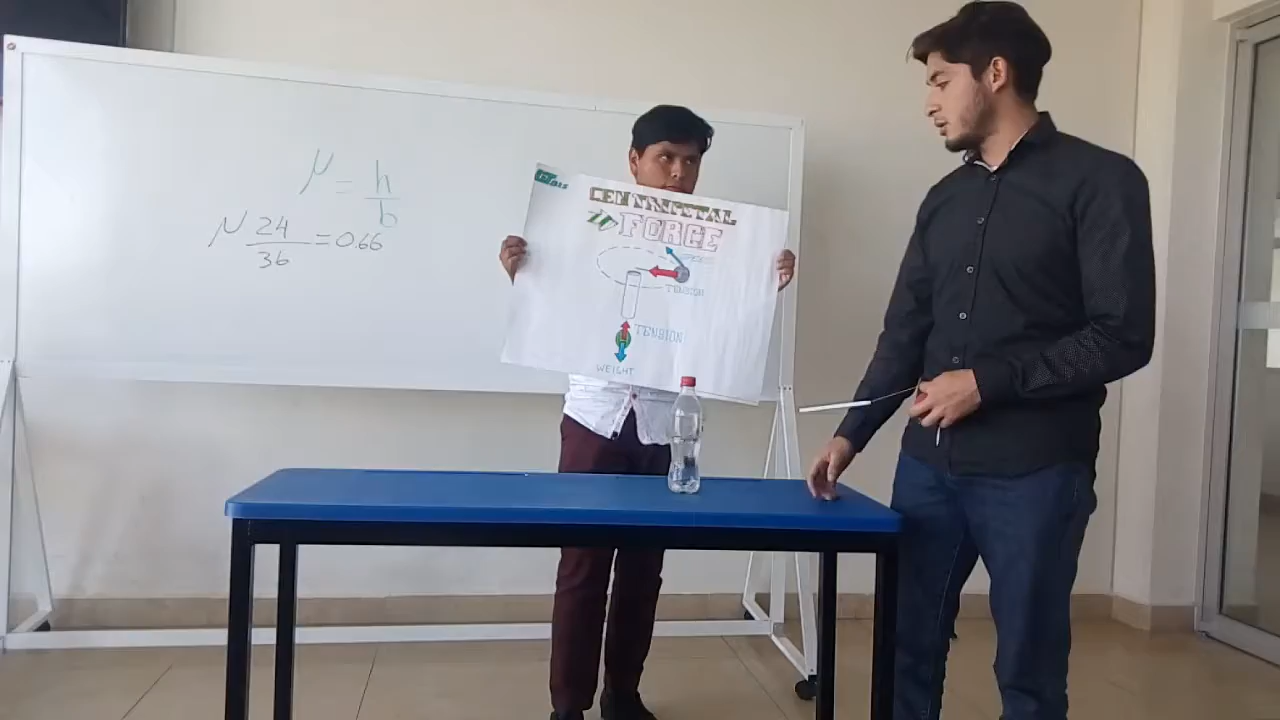 μ = h
b
μ 24 = 0.66
36
CENTRIPETAL
FORCE
TENSION
TENSION
WEIGHT